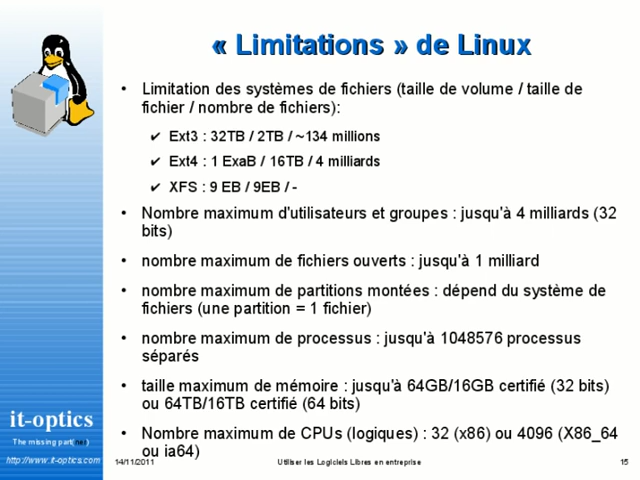 « Limitations » de Linux
• Limitation des systèmes de fichiers (taille de volume / taille de
fichier / nombre de fichiers):
✔ Ext3 : 32TB / 2TB / ~134 millions
✔ Ext4 : 1 ExaB / 16TB / 4 milliards
✔ XFS : 9 EB / 9EB / -
• Nombre maximum d'utilisateurs et groupes : jusqu'à 4 milliards (32
bits)
• nombre maximum de fichiers ouverts : jusqu'à 1 milliard
• nombre maximum de partitions montées : dépend du système de
fichiers (une partition = 1 fichier)
• nombre maximum de processus : jusqu'à 1048576 processus
séparés
• taille maximum de mémoire : jusqu'à 64GB/16GB certifié (32 bits)
ou 64TB/16TB certifié (64 bits)
• Nombre maximum de CPUs (logiques) : 32 (x86) ou 4096 (X86_64
ou ia64)
it-optics
The missing part(ner)
http://www.it-optics.com
14/11/2011
Utiliser les Logiciels Libres en entreprise
15